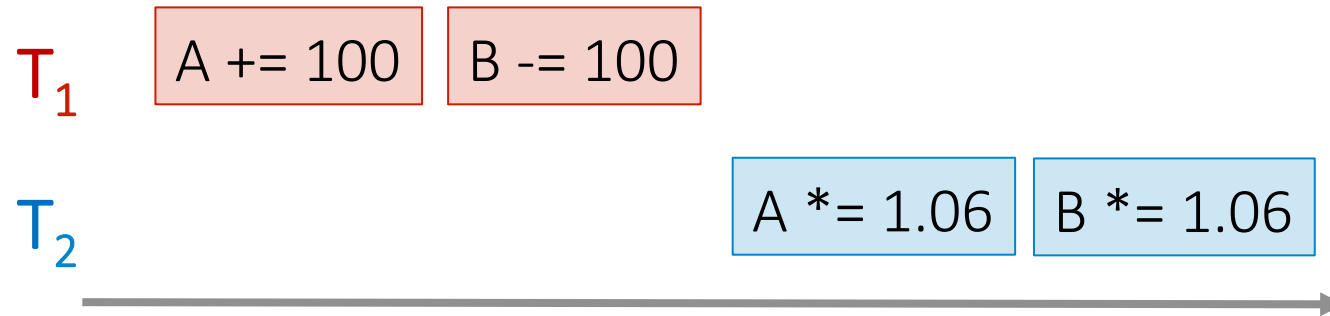 T₁ A += 100 B -= 100
T₂ A *= 1.06 B *= 1.06